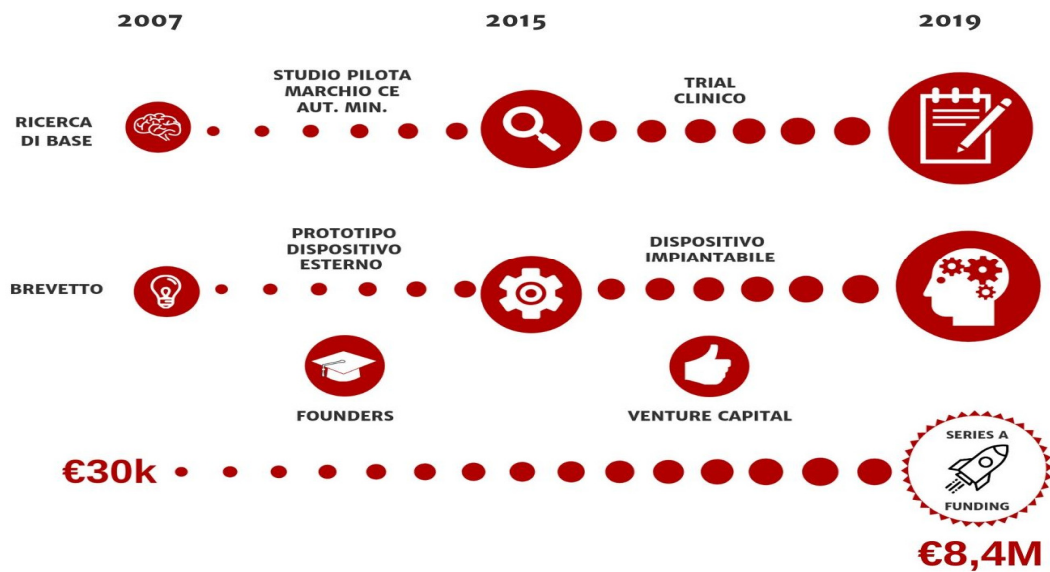 2007
2015
2019
STUDIO PILOTA
MARCHIO CE
AUT. MIN.
TRIAL
CLINICO
RICERCA
DI BASE
PROTOTIPO
DISPOSITIVO
ESTERNO
DISPOSITIVO
IMPIANTABILE
BREVETTO
FOUNDERS
VENTURE CAPITAL
€30k
SERIES A
FUNDING
€8,4M